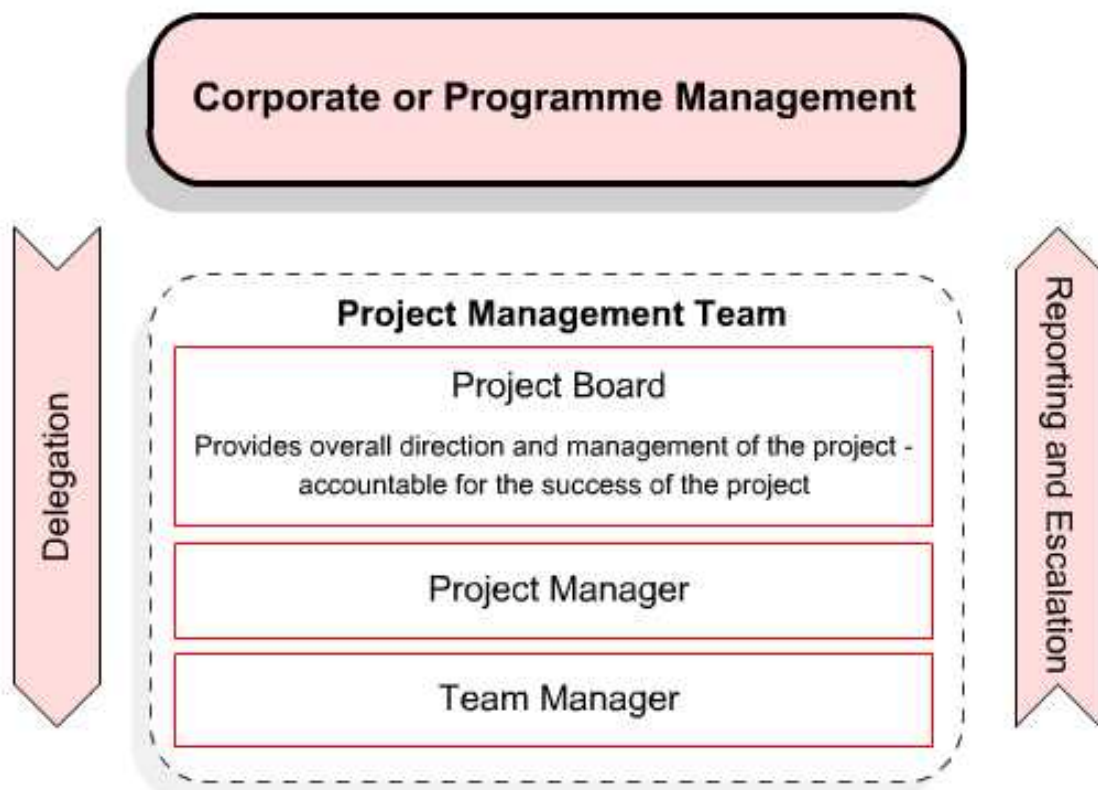 Corporate or Programme Management
Project Management Team
Project Board
Provides overall direction and management of the project -
accountable for the success of the project
Project Manager
Team Manager
Delegation
Reporting and Escalation